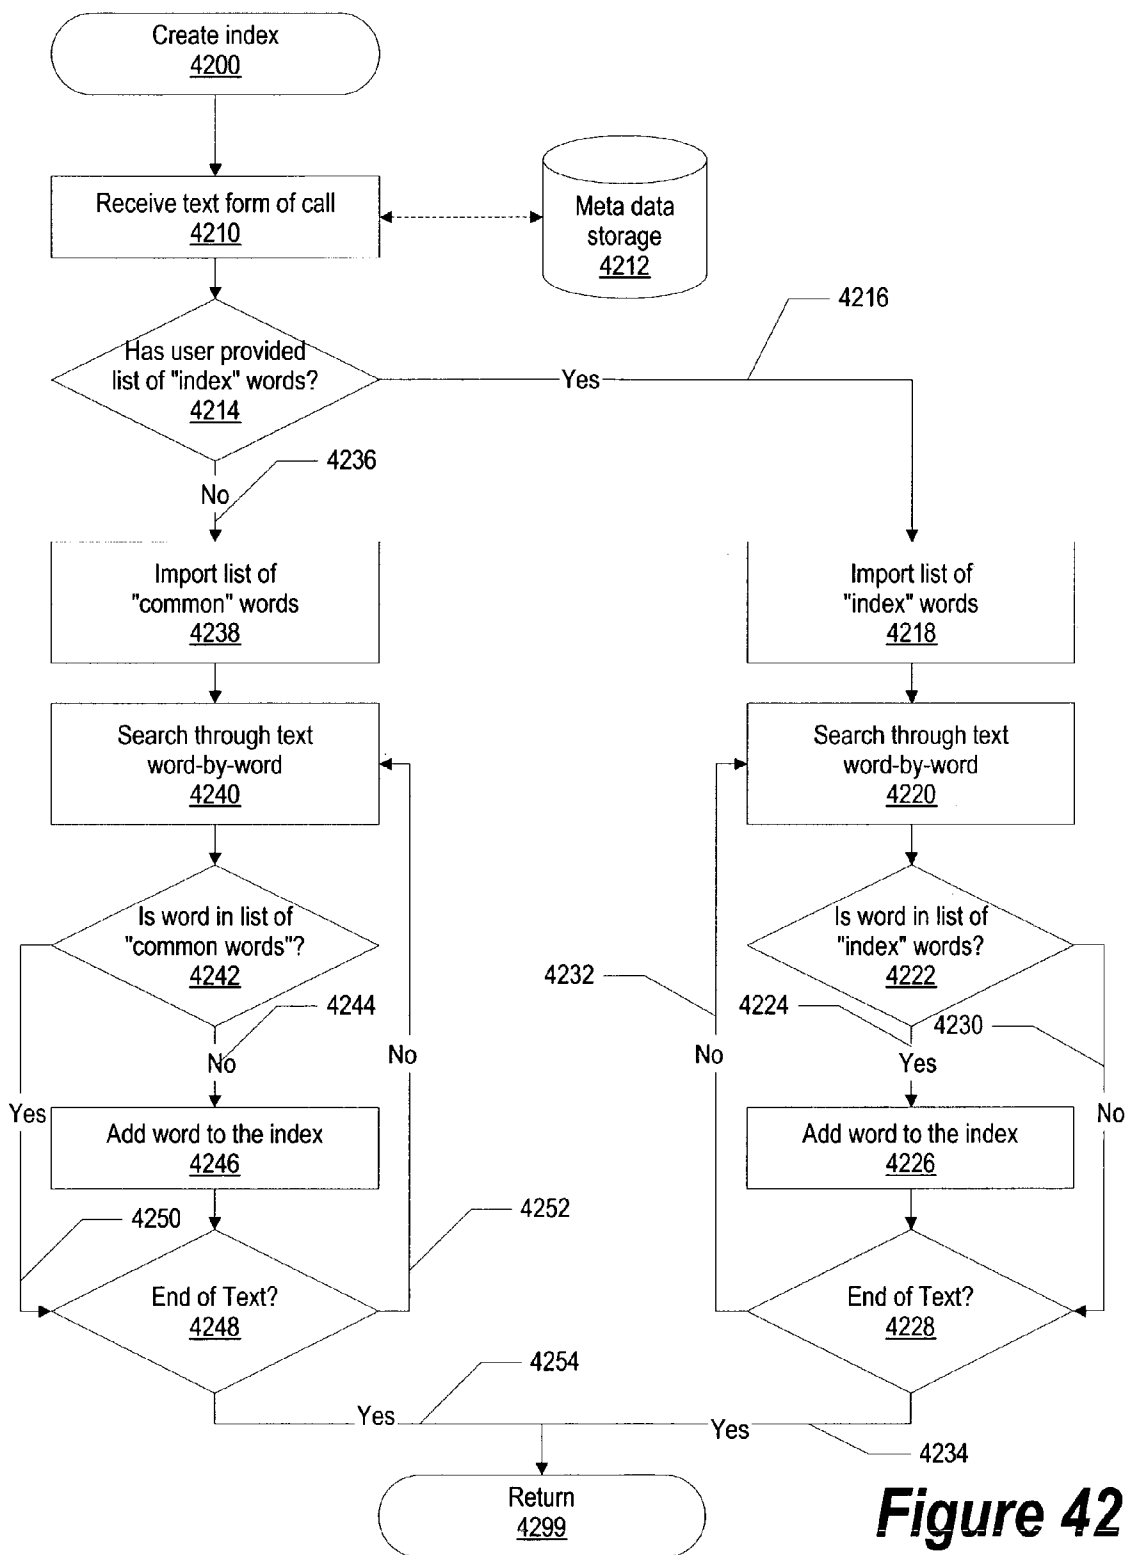 Create index
4200
Receive text form of call
4210
Meta data
storage
4212
4216
Has user provided
list of "index" words?
4214
Yes
4236
No
Import list of
"common" words
4238
Import list of
"index" words
4218
Search through text
word-by-word
4240
Search through text
word-by-word
4220
Is word in list of
"common words"?
4242
Is word in list of
"index" words?
4222
4232
4244
4224
4230
No
No
No
Yes
Yes
No
Add word to the index
4246
Add word to the index
4226
4250
4252
End of Text?
4248
End of Text?
4228
4254
Yes
Yes
4234
Return
4299
Figure 42